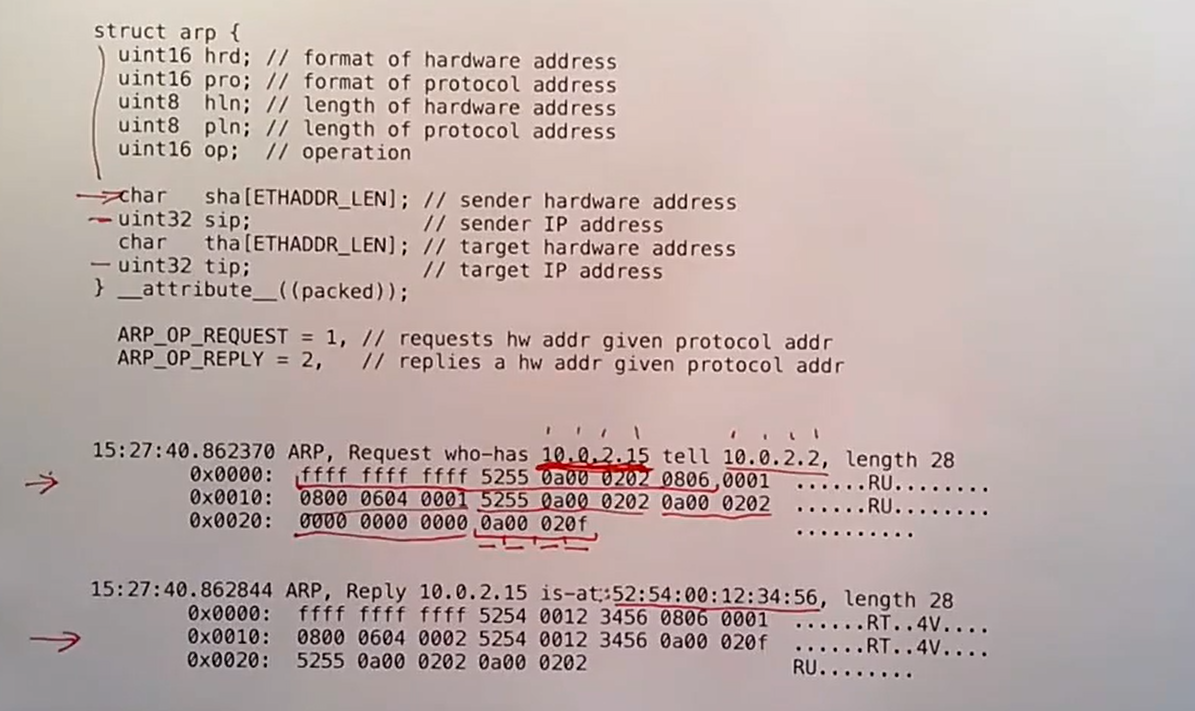 struct arp {
uint16 hrd; // format of hardware address
uint16 pro; // format of protocol address
uint8 hln; // length of hardware address
uint8 pln; // length of protocol address
uint16 op; // operation
char sha[ETHADDR_LEN]; // sender hardware address
uint32 sip; // sender IP address
char tha[ETHADDR_LEN]; // target hardware address
uint32 tip; // target IP address
} __attribute__((packed));
ARP_OP_REQUEST = 1, // requests hw addr given protocol addr
ARP_OP_REPLY = 2, // replies a hw addr given protocol addr
15:27:40.862370 ARP, Request who-has 10.0.2.15 tell 10.0.2.2, length 28
0x0000: ffff ffff ffff 5255 0a00 0202 0806 0001 ......RU........
0x0010: 0800 0604 0001 5255 0a00 0202 0a00 0202 ......RU........
0x0020: 0000 0000 0000 0a00 020f ..........
15:27:40.862844 ARP, Reply 10.0.2.15 is-at 52:54:00:12:34:56, length 28
0x0000: ffff ffff ffff 5254 0012 3456 0806 0001 ......RT..4V....
0x0010: 0800 0604 0002 5254 0012 3456 0a00 020f ......RT..4V....
0x0020: 5255 0a00 0202 0a00 0202 RU........